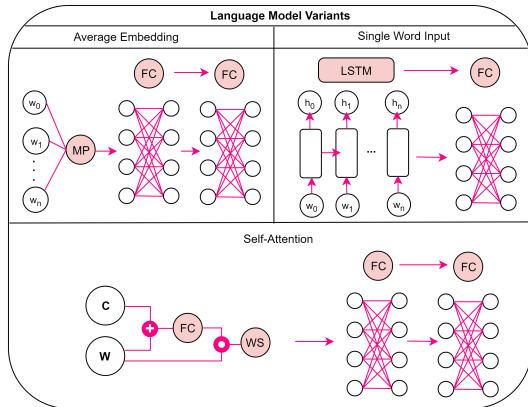 Language Model Variants
Average Embedding
Single Word Input
FC
FC
LSTM
FC
w0
w1
wn
MP
h0
h1
hn
...
w0
w1
wn
Self-Attention
FC
FC
C
W
+
FC
WS